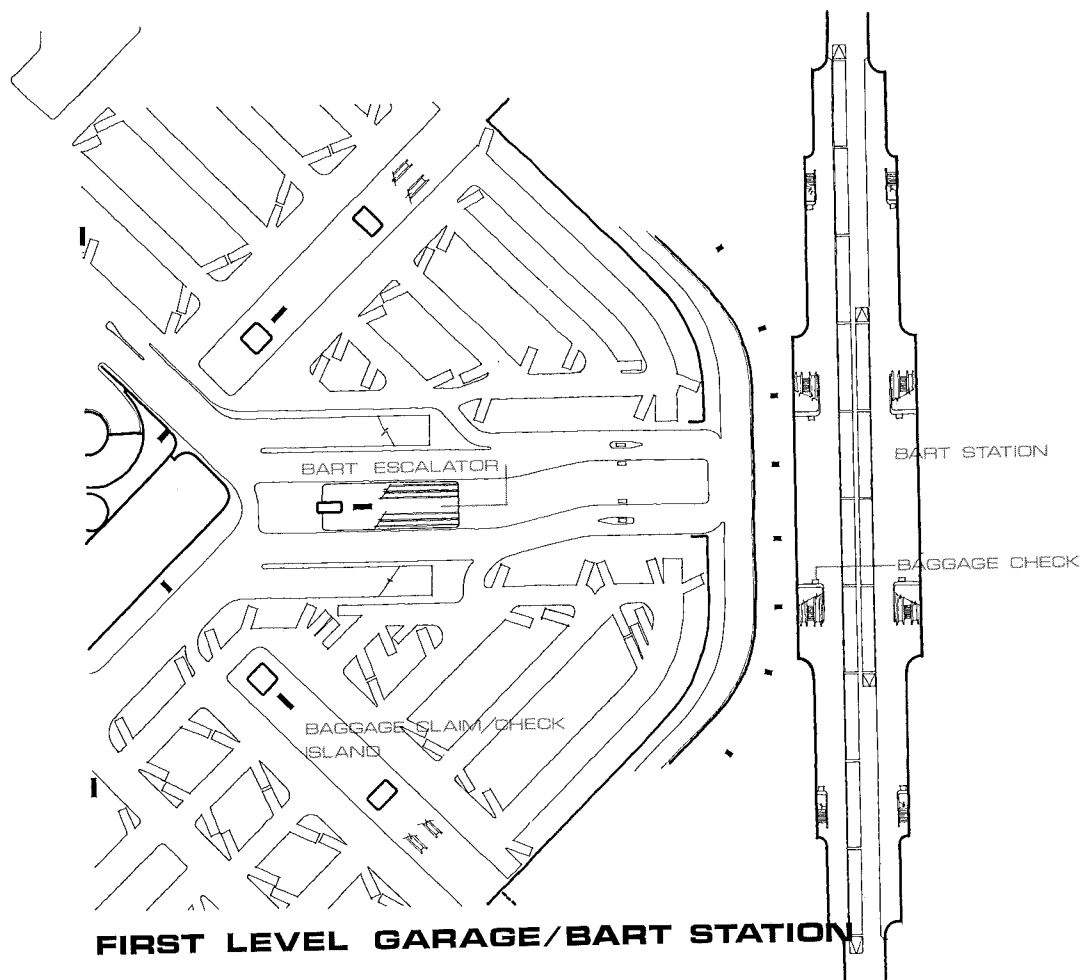 BART ESCALATOR
BART STATION
BAGGAGE CHECK
BAGGAGE CLAIM/CHECK
ISLAND
FIRST LEVEL GARAGE/BART STATION